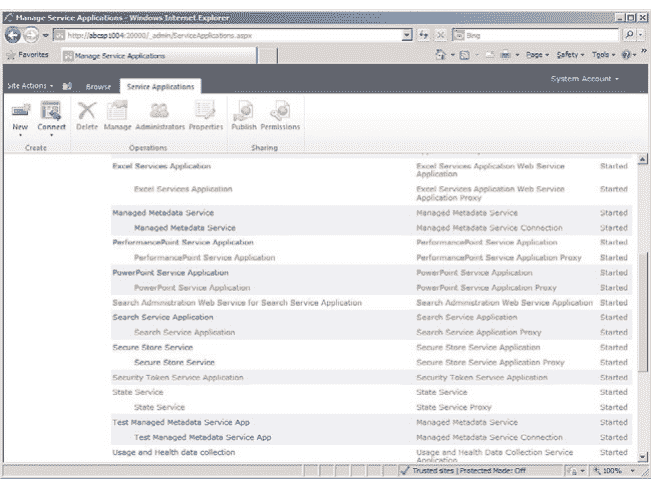 Manage Service Applications - Windows Internet Explorer
http://abcsp1004:20000/_admin/ServiceApplications.aspx
Bing
Favorites
Manage Service Applications
Page
Safety
Tools
System Account
Site Actions
Browse
Service Applications
New Connect Delete Manage Administrators Properties Publish Permissions
Create Operations Sharing
Excel Services Application Excel Services Application Web Service Started
Application
Excel Services Application Excel Services Application Web Service Started
Application Proxy
Managed Metadata Service Managed Metadata Service Started
Managed Metadata Service Managed Metadata Service Connection Started
PerformancePoint Service Application PerformancePoint Service Application Started
PerformancePoint Service Application PerformancePoint Service Application Proxy Started
PowerPoint Service Application PowerPoint Service Application Started
PowerPoint Service Application PowerPoint Service Application Proxy Started
Search Administration Web Service for Search Service Application Search Administration Web Service Application Started
Search Service Application Search Service Application Started
Search Service Application Search Service Application Proxy Started
Secure Store Service Secure Store Service Application Started
Secure Store Service Secure Store Service Application Proxy Started
Security Token Service Application Security Token Service Application Started
State Service State Service Started
State Service State Service Proxy Started
Test Managed Metadata Service App Managed Metadata Service Started
Test Managed Metadata Service App Managed Metadata Service Connection Started
Usage and Health data collection Usage and Health Data Collection Service Started
Application
Trusted sites | Protected Mode: Off 100%